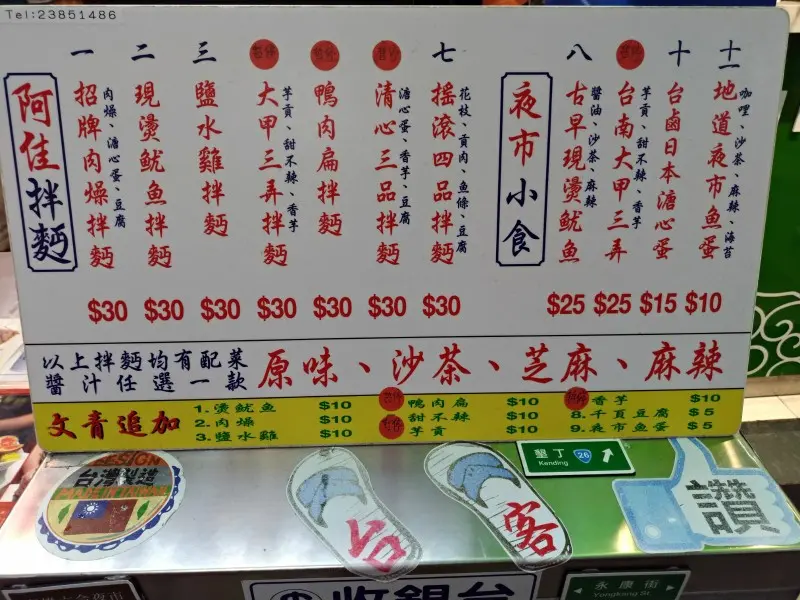 Tel:23851486
阿佳拌麵
一
招牌肉燥拌麵
肉燥、溏心蛋、豆腐
$30
二
現燙魷魚拌麵
$30
三
鹽水雞拌麵
$30
大甲三弄拌麵
芋貢、甜不辣、香芋
$30
鴨肉扁拌麵
$30
清心三品拌麵
溏心蛋、香芋、豆腐
$30
七
搖滾四品拌麵
花枝、貢肉、魚條、豆腐
$30
夜市小食
八
古早現燙魷魚
醬油、沙茶、麻辣
$25
台南大甲三弄
芋貢、甜不辣、香芋
$25
十
台鹵日本溏心蛋
$15
十一
地道夜市魚蛋
咖哩、沙茶、麻辣、海苔
$10
以上拌麵均有配菜
醬汁任選一款
原味、沙茶、芝麻、麻辣
文青追加
1.燙魷魚 $10
2.肉燥 $10
3.鹽水雞 $10
鴨肉扁 $10
甜不辣 $10
芋貢 $10
香芋 $10
8.千頁豆腐 $5
9.夜市魚蛋 $5
DESIGN
台灣製造
台
客
墾丁
Kending
26
讚
收銀台
永康街
Yongkang St.